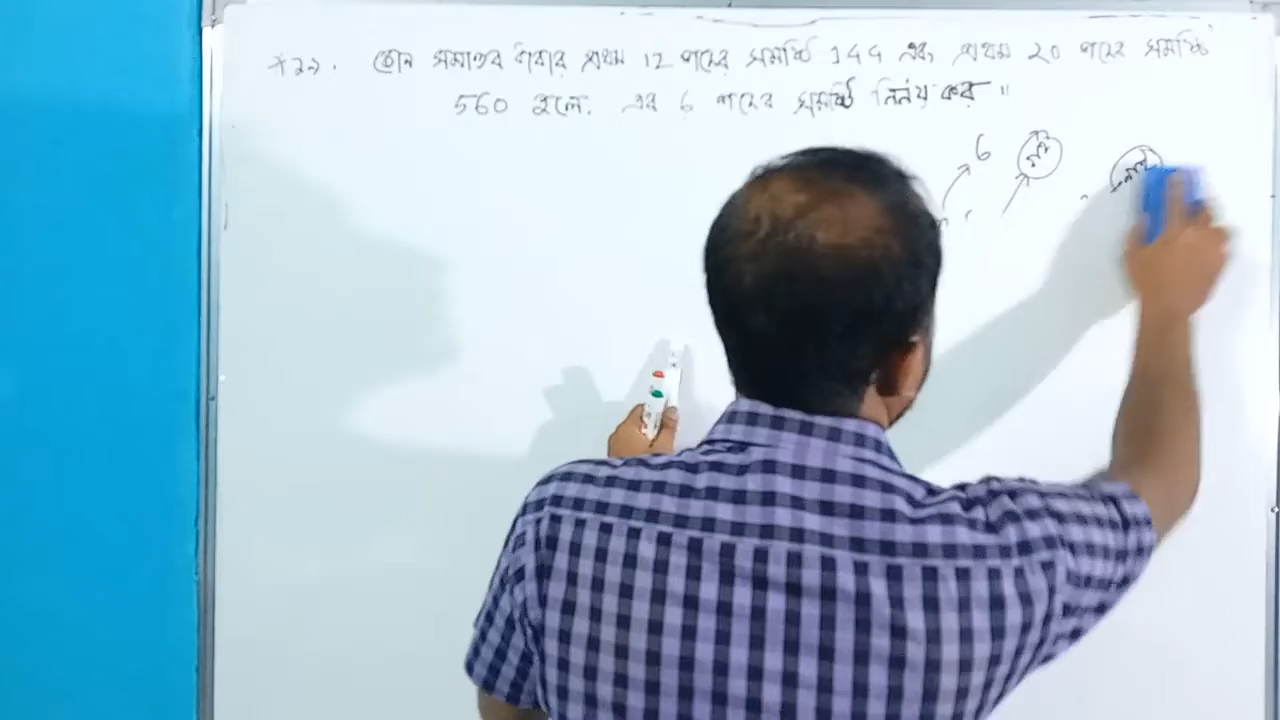 * ১৯. কোন সমান্তর ধারার প্রথম 12 পদের সমষ্টি 144 এবং প্রথম 20 পদের সমষ্টি
560 হলে, এর 6 পদের সমষ্টি নির্ণয় কর ॥
6